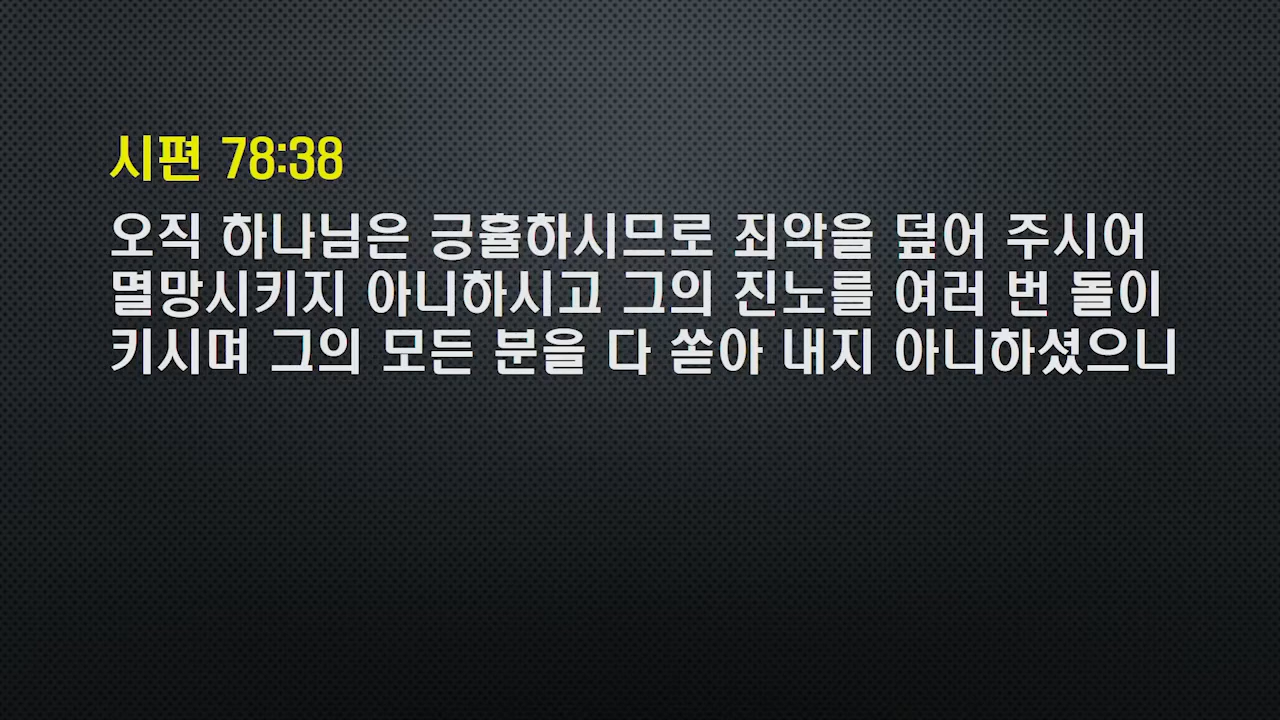 시편 78:38
오직 하나님은 긍휼하시므로 죄악을 덮어 주시어
멸망시키지 아니하시고 그의 진노를 여러 번 돌이
키시며 그의 모든 분을 다 쏟아 내지 아니하셨으니